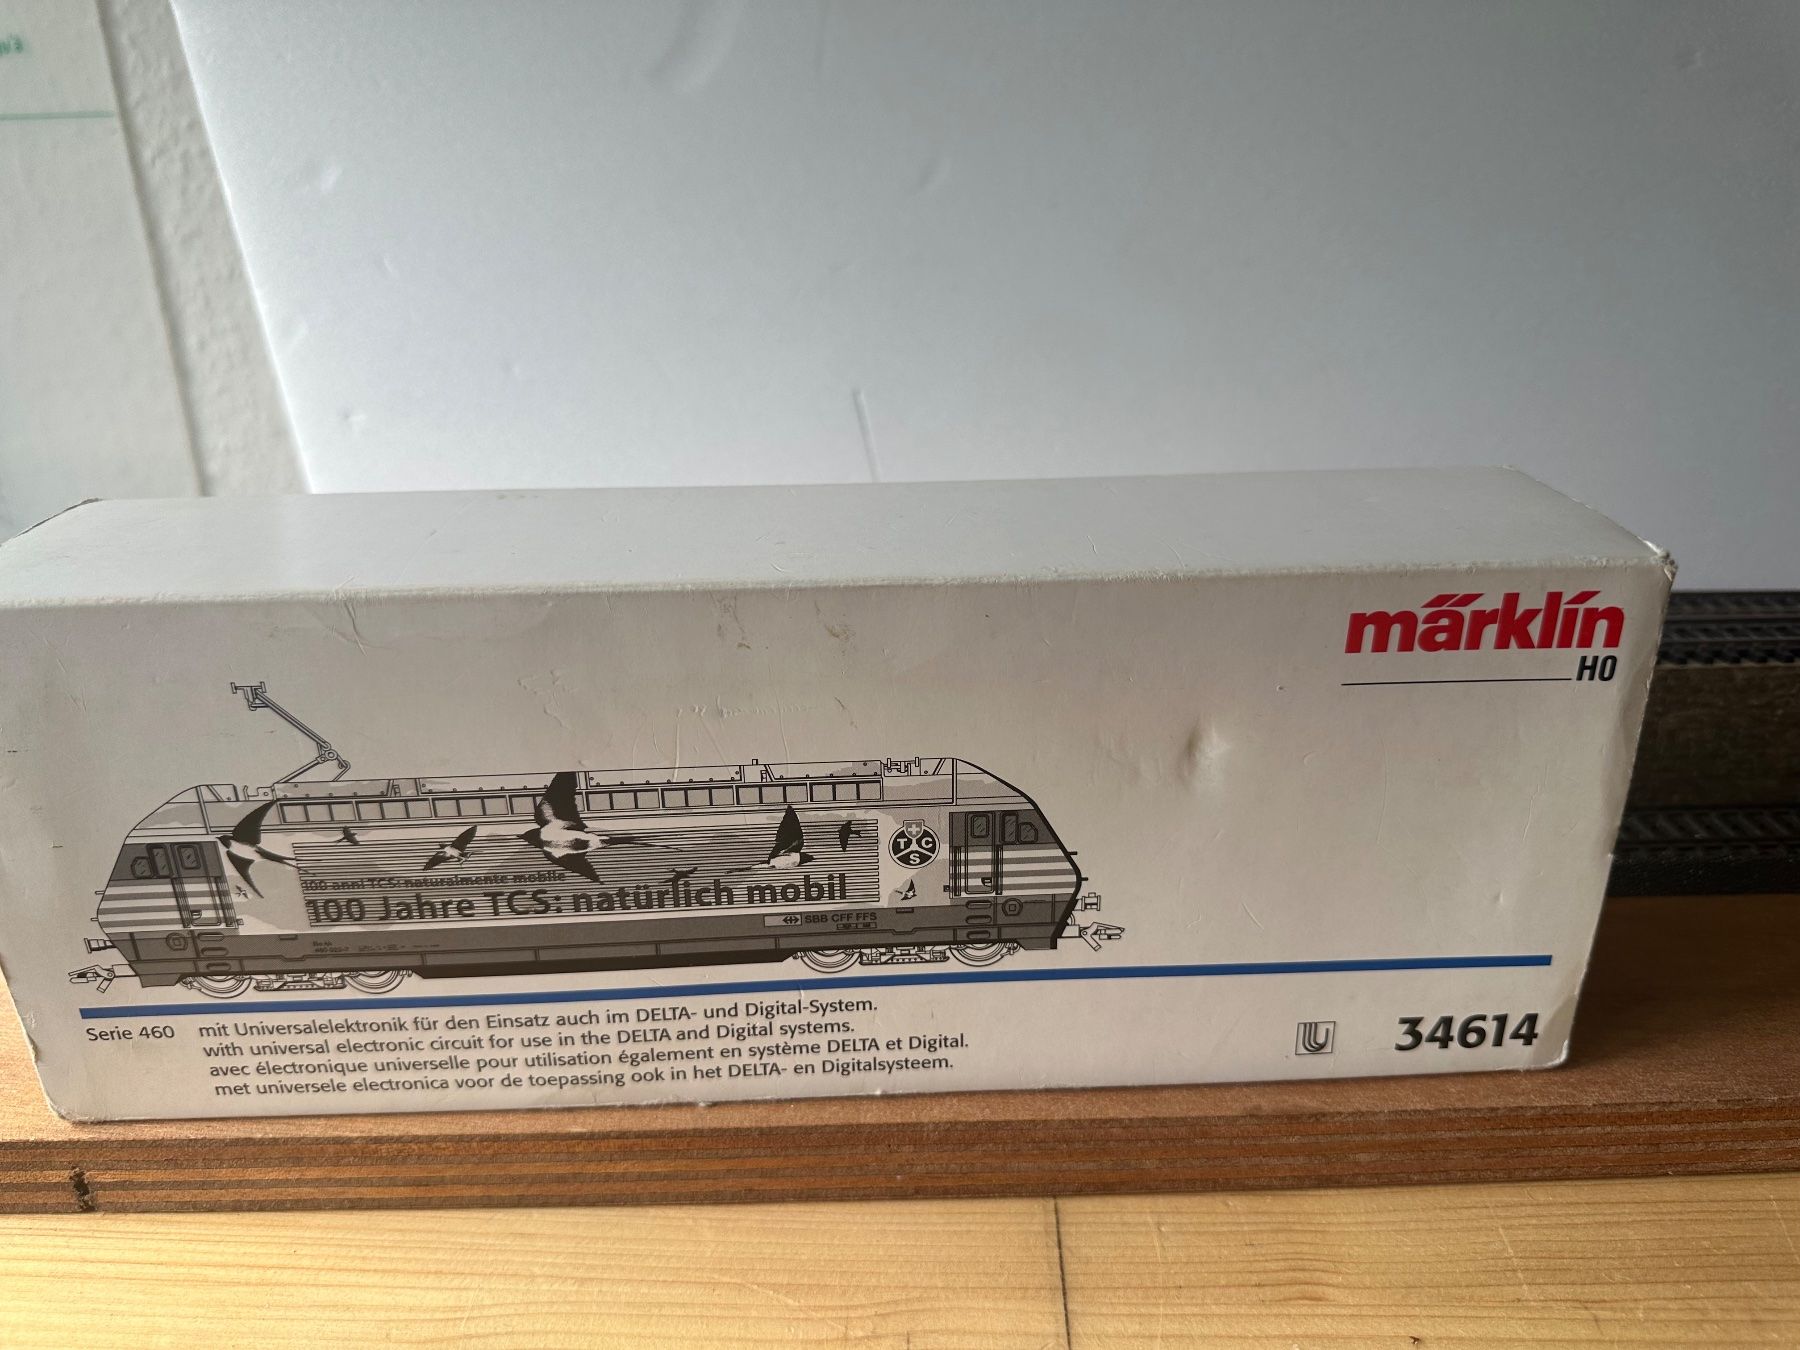 märklín
H0
T C S
100 anni TCS: naturalmente mobile
100 Jahre TCS: natürlich mobil
SBB CFF FFS
Serie 460 mit Universalelektronik für den Einsatz auch im DELTA- und Digital-System.
with universal electronic circuit for use in the DELTA and Digital systems.
avec électronique universelle pour utilisation également en système DELTA et Digital.
met universele electronica voor de toepassing ook in het DELTA- en Digitalsysteem.
U 34614